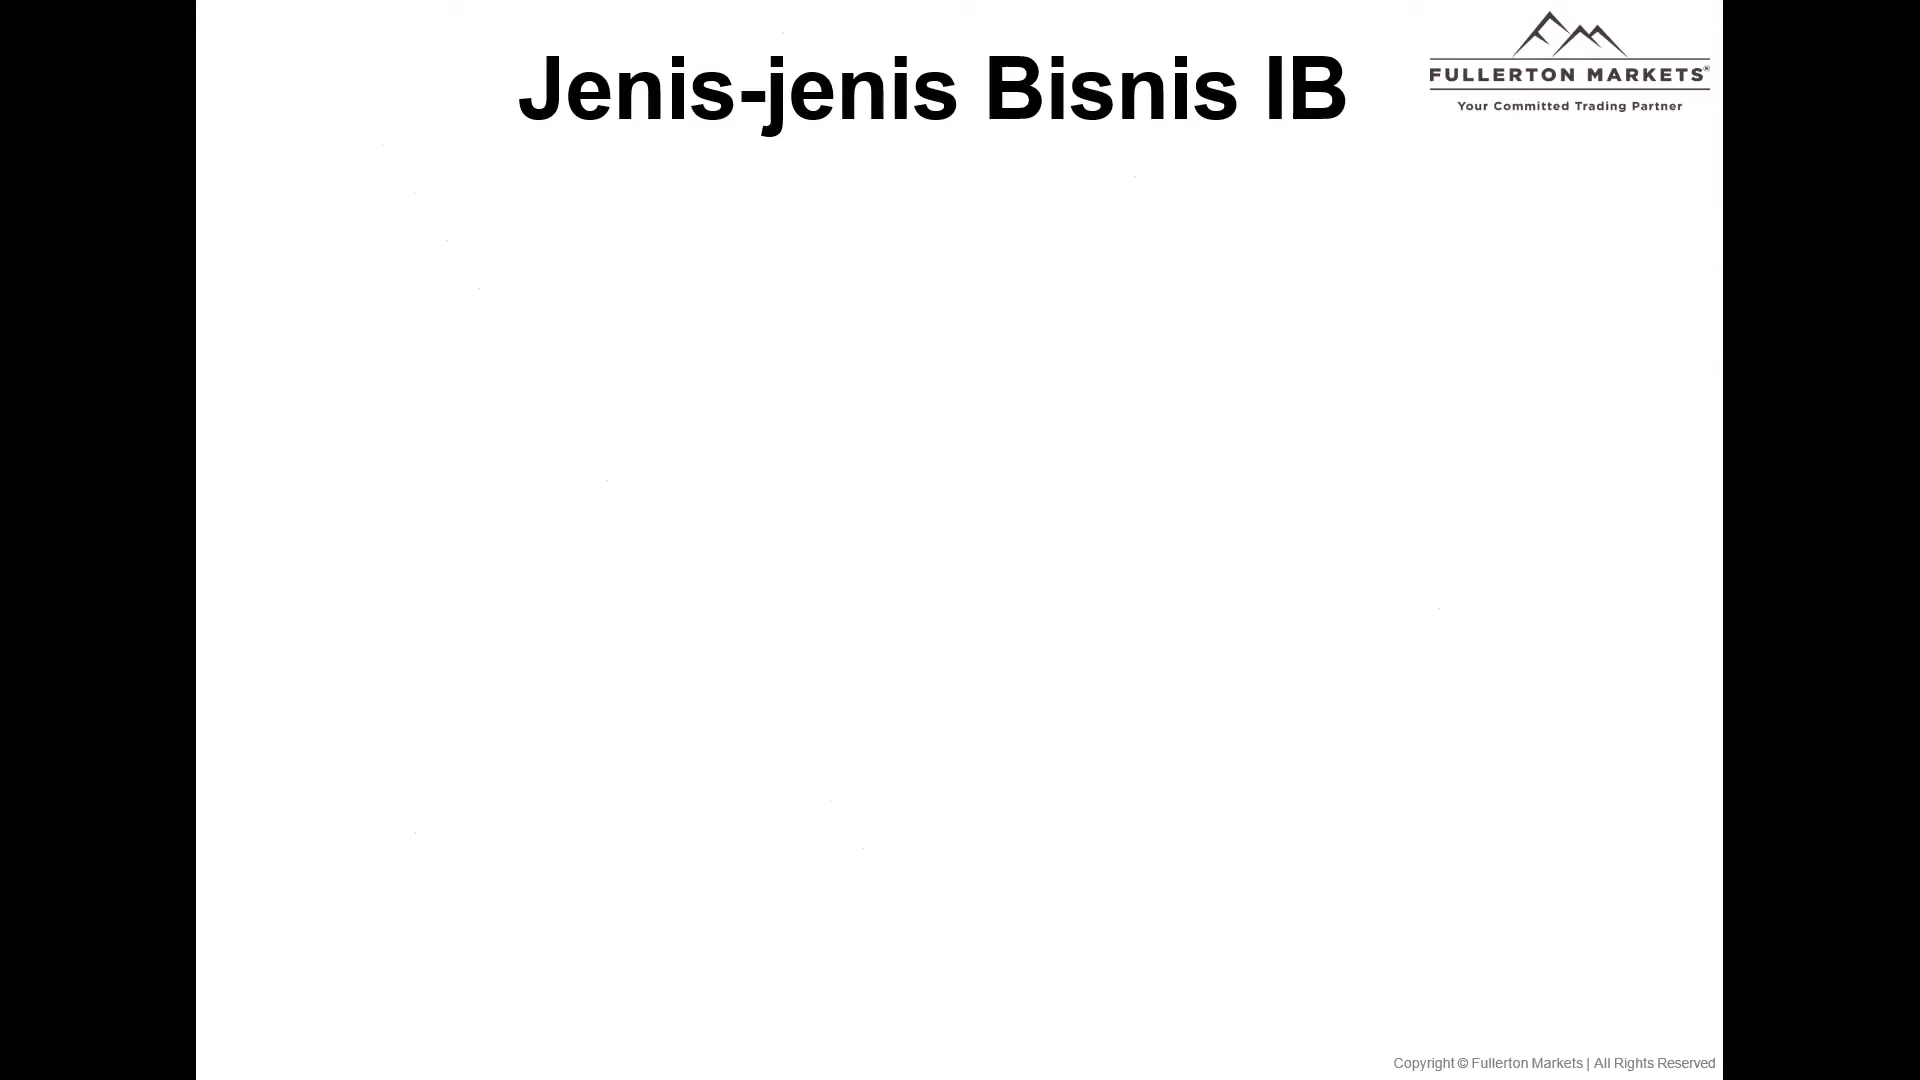 Jenis-jenis Bisnis IB
FULLERTON MARKETS®
Your Committed Trading Partner
Copyright © Fullerton Markets | All Rights Reserved